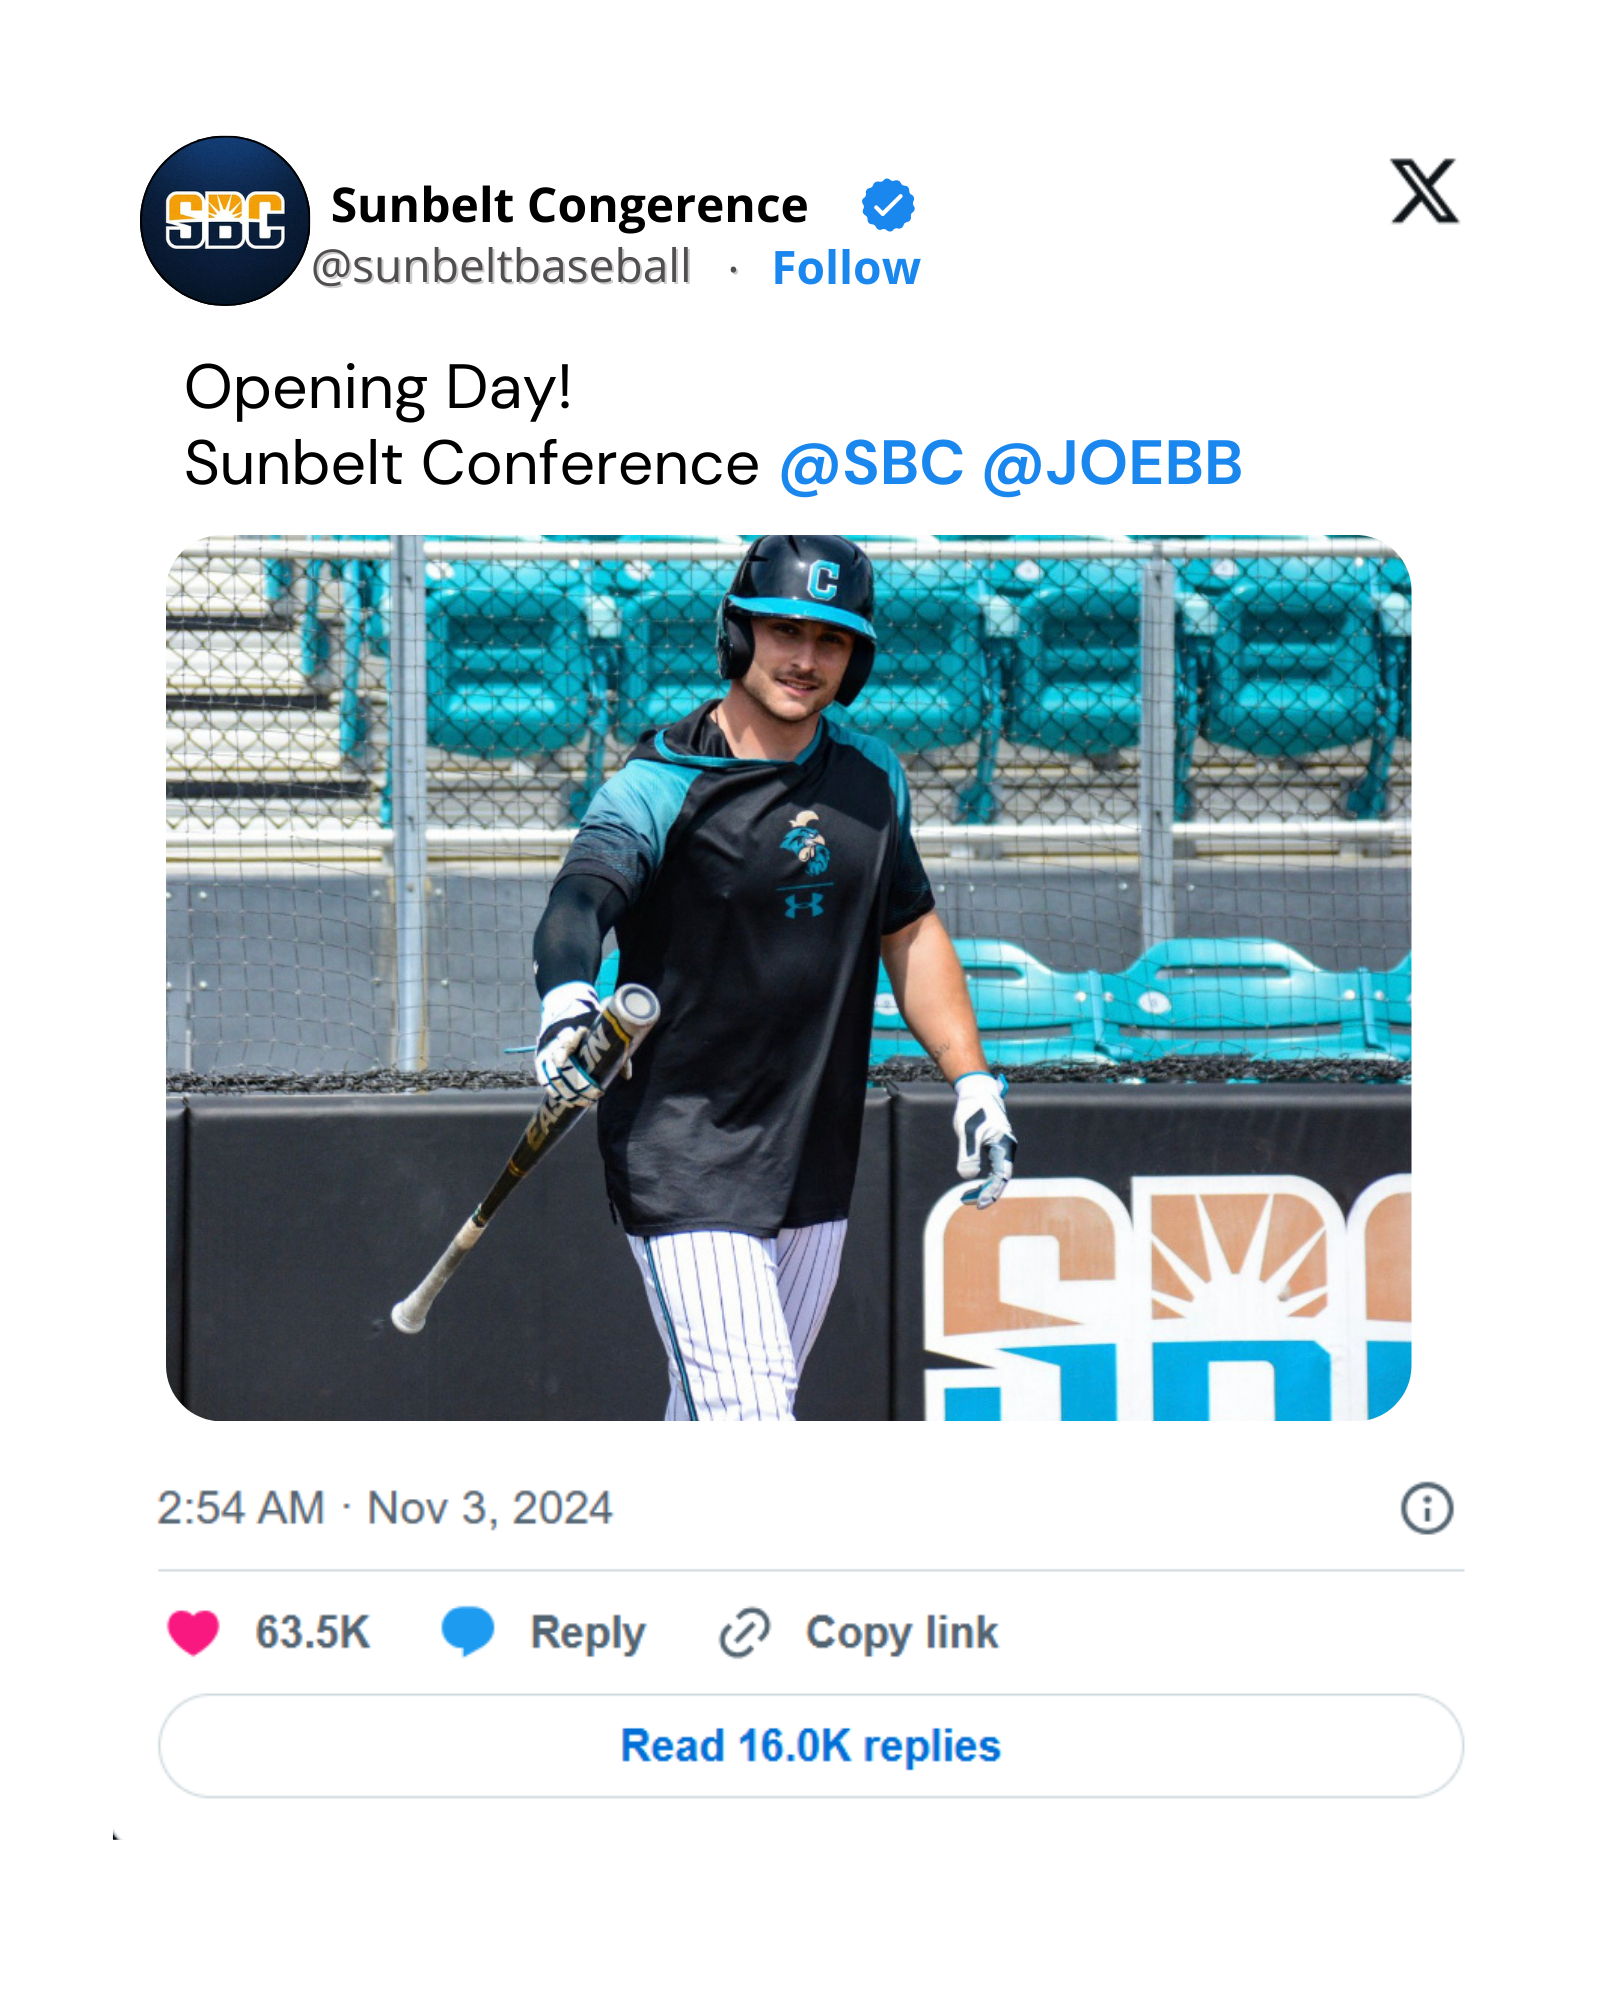 SBC
Sunbelt Congerence
@sunbeltbaseball · Follow
Opening Day!
Sunbelt Conference @SBC @JOEBB
C
EASTON
SBC
2:54 AM · Nov 3, 2024
63.5K Reply Copy link
Read 16.0K replies